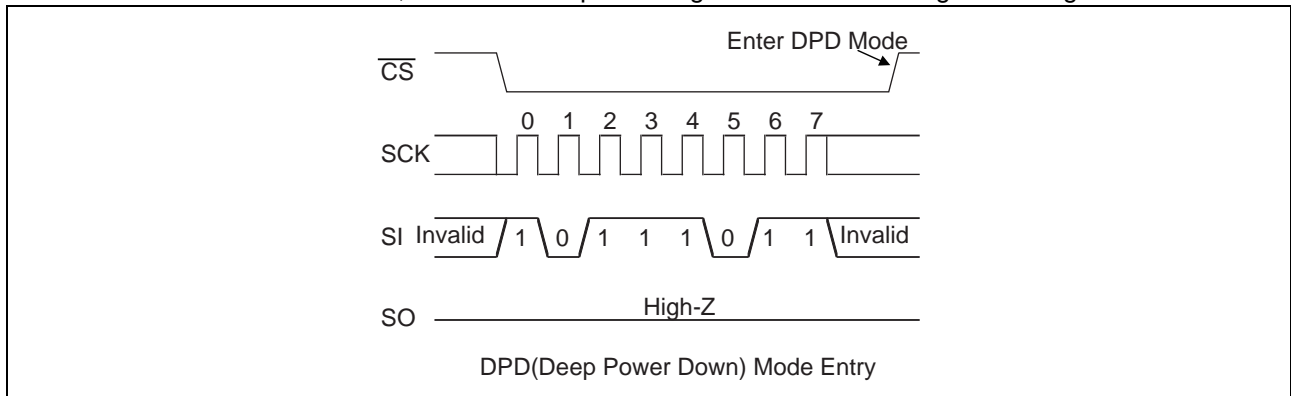 Enter DPD Mode
CS
0 1 2 3 4 5 6 7
SCK
SI Invalid 1 0 1 1 1 0 1 1 Invalid
High-Z
SO
DPD(Deep Power Down) Mode Entry